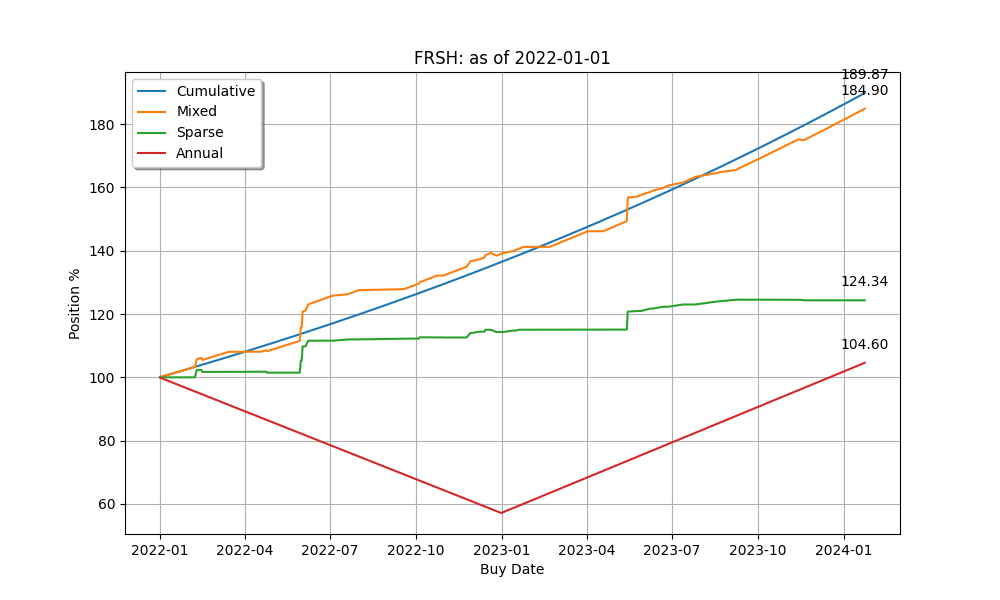 FRSH: as of 2022-01-01
Cumulative
Mixed
Sparse
Annual
189.87
184.90
124.34
104.60
Position %
180
160
140
120
100
80
60
2022-01 2022-04 2022-07 2022-10 2023-01 2023-04 2023-07 2023-10 2024-01
Buy Date